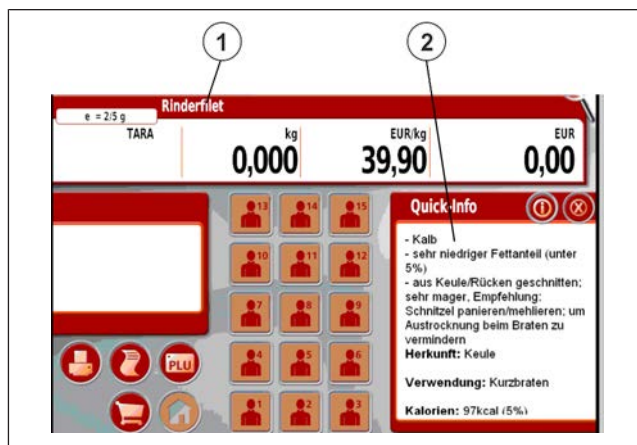 1
2
Rinderfilet
e = 2/5 g
TARA
kg
EUR/kg
EUR
0,000
39,90
0,00
13
14
15
10
11
12
7
8
9
4
5
6
1
2
3
PLU
Quick-Info
- Kalb
- sehr niedriger Fettanteil (unter
5%)
- aus Keule/Rücken geschnitten;
sehr mager, Empfehlung:
Schnitzel panieren/mehlieren; um
Austrocknung beim Braten zu
vermindern
Herkunft: Keule
Verwendung: Kurzbraten
Kalorien: 97kcal (5%)